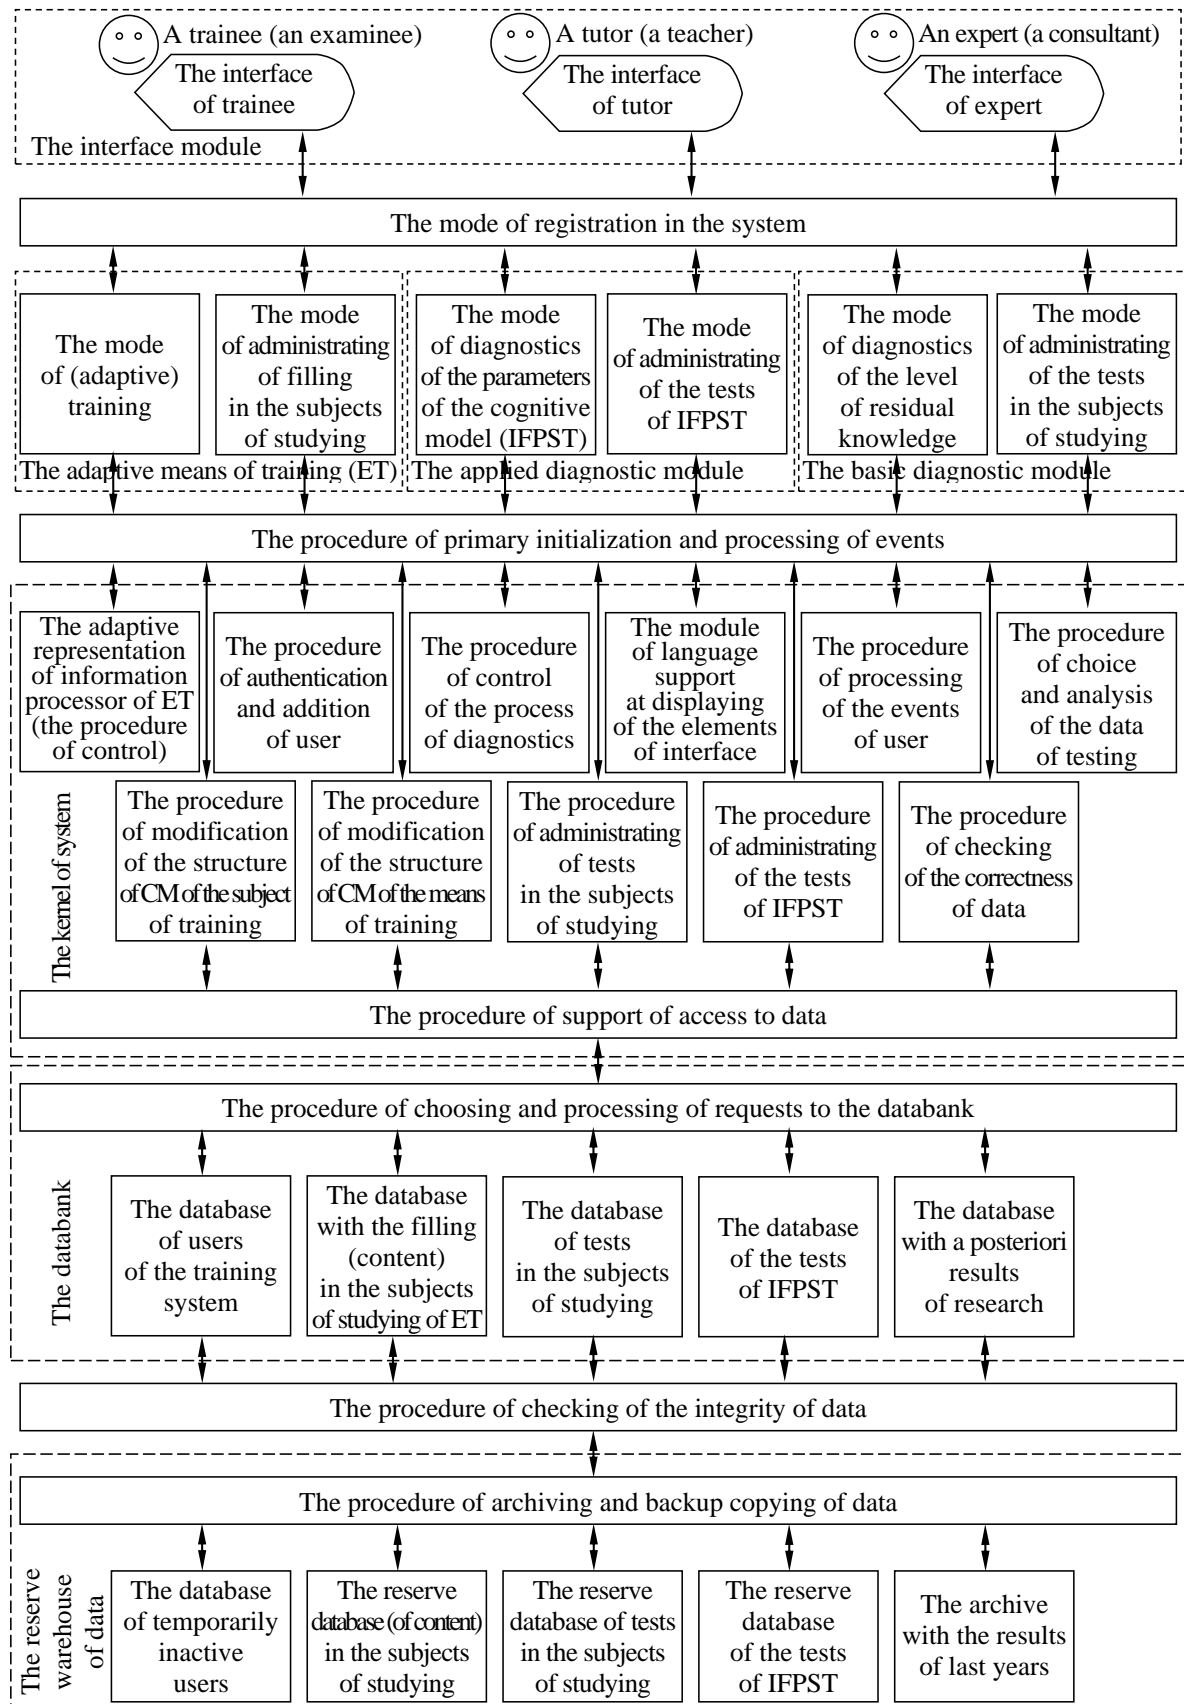 A trainee (an examinee)
The interface
of trainee
A tutor (a teacher)
The interface
of tutor
An expert (a consultant)
The interface
of expert
The interface module
The mode of registration in the system
The mode
of (adaptive)
training
The mode
of administrating
of filling
in the subjects
of studying
The adaptive means of training (ET)
The mode
of diagnostics
of the parameters
of the cognitive
model (IFPST)
The mode
of administrating
of the tests
of IFPST
The applied diagnostic module
The mode
of diagnostics
of the level
of residual
knowledge
The mode
of administrating
of the tests
in the subjects
of studying
The basic diagnostic module
The procedure of primary initialization and processing of events
The adaptive
representation
of information
processor of ET
(the procedure
of control)
The procedure
of authentication
and addition
of user
The procedure
of control
of the process
of diagnostics
The module
of language
support
at displaying
of the elements
of interface
The procedure
of processing
of the events
of user
The procedure
of choice
and analysis
of the data
of testing
The kernel of system
The procedure
of modification
of the structure
of CM of the subject
of training
The procedure
of modification
of the structure
of CM of the means
of training
The procedure
of administrating
of tests
in the subjects
of studying
The procedure
of administrating
of the tests
of IFPST
The procedure
of checking
of the correctness
of data
The procedure of support of access to data
The procedure of choosing and processing of requests to the databank
The databank
The database
of users
of the training
system
The database
with the filling
(content)
in the subjects
of studying of ET
The database
of tests
in the subjects
of studying
The database
of the tests
of IFPST
The database
with a posteriori
results
of research
The procedure of checking of the integrity of data
The procedure of archiving and backup copying of data
The reserve
warehouse
of data
The database
of temporarily
inactive
users
The reserve
database (of content)
in the subjects
of studying
The reserve
database of tests
in the subjects
of studying
The reserve
database
of the tests
of IFPST
The archive
with the results
of last years